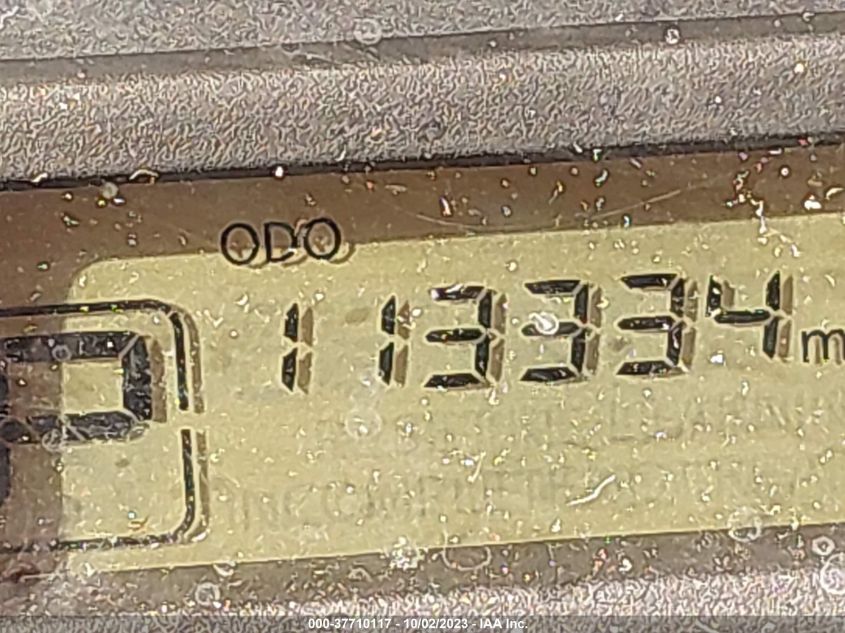 ODO
P 113334 m
000-37710117 - 10/02/2023 - IAA Inc.